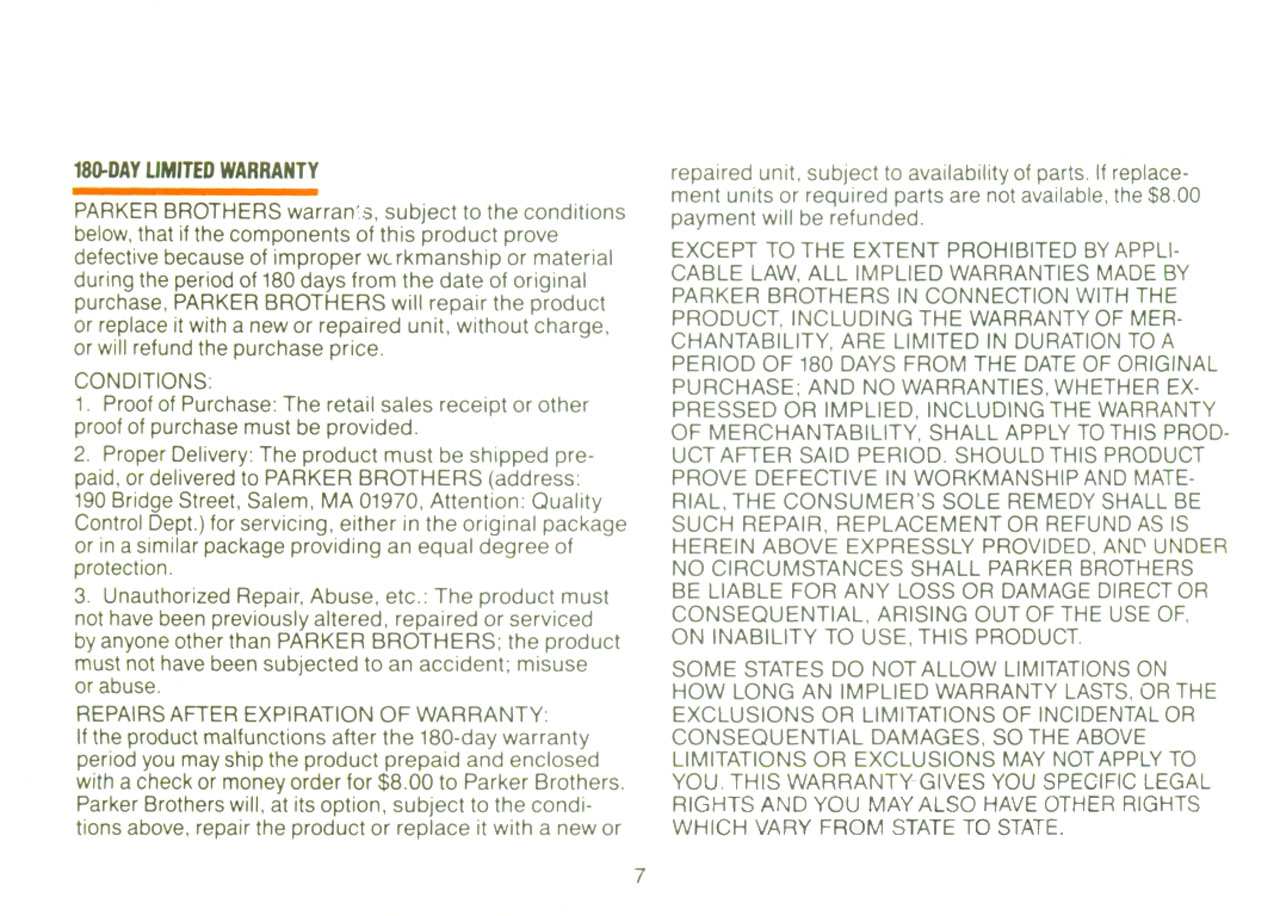 180-DAY LIMITED WARRANTY
PARKER BROTHERS warrants, subject to the conditions
below, that if the components of this product prove
defective because of improper workmanship or material
during the period of 180 days from the date of original
purchase, PARKER BROTHERS will repair the product
or replace it with a new or repaired unit, without charge,
or will refund the purchase price.
CONDITIONS:
1. Proof of Purchase: The retail sales receipt or other
proof of purchase must be provided.
2. Proper Delivery: The product must be shipped pre-
paid, or delivered to PARKER BROTHERS (address:
190 Bridge Street, Salem, MA 01970, Attention: Quality
Control Dept.) for servicing, either in the original package
or in a similar package providing an equal degree of
protection.
3. Unauthorized Repair, Abuse, etc.: The product must
not have been previously altered, repaired or serviced
by anyone other than PARKER BROTHERS; the product
must not have been subjected to an accident; misuse
or abuse.
REPAIRS AFTER EXPIRATION OF WARRANTY:
If the product malfunctions after the 180-day warranty
period you may ship the product prepaid and enclosed
with a check or money order for $8.00 to Parker Brothers.
Parker Brothers will, at its option, subject to the condi-
tions above, repair the product or replace it with a new or
repaired unit, subject to availability of parts. If replace-
ment units or required parts are not available, the $8.00
payment will be refunded.
EXCEPT TO THE EXTENT PROHIBITED BY APPLI-
CABLE LAW, ALL IMPLIED WARRANTIES MADE BY
PARKER BROTHERS IN CONNECTION WITH THE
PRODUCT, INCLUDING THE WARRANTY OF MER-
CHANTABILITY, ARE LIMITED IN DURATION TO A
PERIOD OF 180 DAYS FROM THE DATE OF ORIGINAL
PURCHASE; AND NO WARRANTIES, WHETHER EX-
PRESSED OR IMPLIED, INCLUDING THE WARRANTY
OF MERCHANTABILITY, SHALL APPLY TO THIS PROD-
UCT AFTER SAID PERIOD. SHOULD THIS PRODUCT
PROVE DEFECTIVE IN WORKMANSHIP AND MATE-
RIAL, THE CONSUMER'S SOLE REMEDY SHALL BE
SUCH REPAIR, REPLACEMENT OR REFUND AS IS
HEREIN ABOVE EXPRESSLY PROVIDED, AND UNDER
NO CIRCUMSTANCES SHALL PARKER BROTHERS
BE LIABLE FOR ANY LOSS OR DAMAGE DIRECT OR
CONSEQUENTIAL, ARISING OUT OF THE USE OF,
ON INABILITY TO USE, THIS PRODUCT.
SOME STATES DO NOT ALLOW LIMITATIONS ON
HOW LONG AN IMPLIED WARRANTY LASTS, OR THE
EXCLUSIONS OR LIMITATIONS OF INCIDENTAL OR
CONSEQUENTIAL DAMAGES, SO THE ABOVE
LIMITATIONS OR EXCLUSIONS MAY NOT APPLY TO
YOU. THIS WARRANTY GIVES YOU SPECIFIC LEGAL
RIGHTS AND YOU MAY ALSO HAVE OTHER RIGHTS
WHICH VARY FROM STATE TO STATE.
7